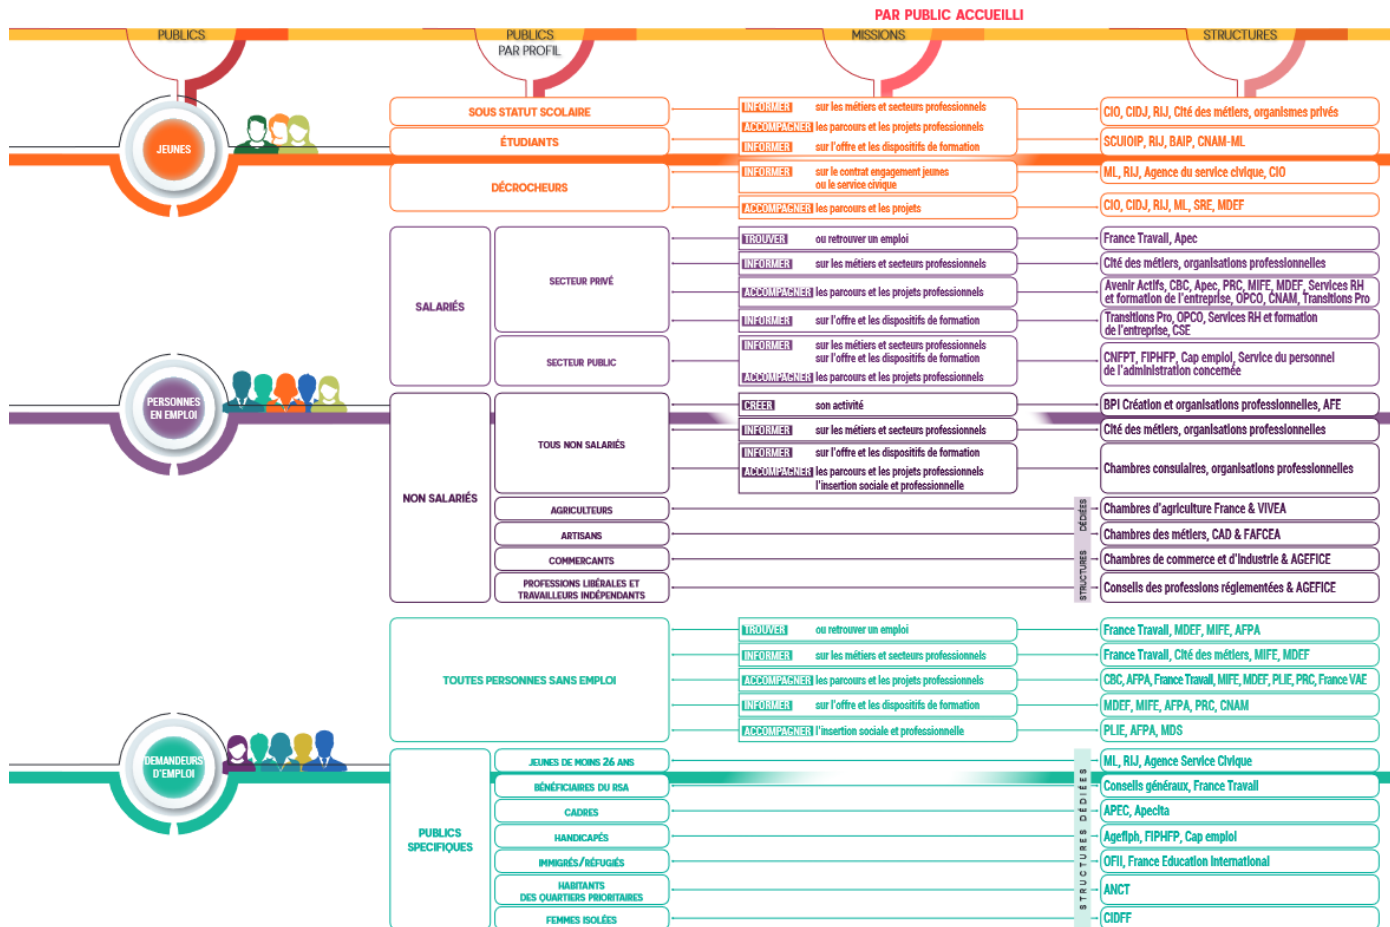 PAR PUBLIC ACCUEILLI
PUBLICS
PUBLICS
PAR PROFIL
MISSIONS
STRUCTURES
JEUNES
SOUS STATUT SCOLAIRE
INFORMER sur les métiers et secteurs professionnels
CIO, CIDJ, RIJ, Cité des métiers, organismes privés
ACCOMPAGNER les parcours et les projets professionnels
ÉTUDIANTS
INFORMER sur l'offre et les dispositifs de formation
SCUIOIP, RIJ, BAIP, CNAM-ML
DÉCROCHEURS
INFORMER sur le contrat engagement jeunes
ou le service civique
ML, RIJ, Agence du service civique, CIO
ACCOMPAGNER les parcours et les projets
CIO, CIDJ, RIJ, ML, SRE, MDEF
PERSONNES
EN EMPLOI
SALARIÉS
SECTEUR PRIVÉ
TROUVER ou retrouver un emploi
France Travail, Apec
INFORMER sur les métiers et secteurs professionnels
Cité des métiers, organisations professionnelles
ACCOMPAGNER les parcours et les projets professionnels
Avenir Actifs, CBC, Apec, PRC, MIFE, MDEF, Services RH
et formation de l'entreprise, OPCO, CNAM, Transitions Pro
INFORMER sur l'offre et les dispositifs de formation
Transitions Pro, OPCO, Services RH et formation
de l'entreprise, CSE
SECTEUR PUBLIC
INFORMER sur les métiers et secteurs professionnels
sur l'offre et les dispositifs de formation
ACCOMPAGNER les parcours et les projets professionnels
CNFPT, FIPHFP, Cap emploi, Service du personnel
de l'administration concernée
NON SALARIÉS
TOUS NON SALARIÉS
CRÉER son activité
BPI Création et organisations professionnelles, AFE
INFORMER sur les métiers et secteurs professionnels
Cité des métiers, organisations professionnelles
INFORMER sur l'offre et les dispositifs de formation
ACCOMPAGNER les parcours et les projets professionnels
l'insertion sociale et professionnelle
Chambres consulaires, organisations professionnelles
STRUCTURES DÉDIÉES
AGRICULTEURS
Chambres d'agriculture France & VIVEA
ARTISANS
Chambres des métiers, CAD & FAFCEA
COMMERCANTS
Chambres de commerce et d'industrie & AGEFICE
PROFESSIONS LIBÉRALES ET
TRAVAILLEURS INDÉPENDANTS
Conseils des professions réglementées & AGEFICE
DEMANDEURS
D'EMPLOI
TOUTES PERSONNES SANS EMPLOI
TROUVER ou retrouver un emploi
France Travail, MDEF, MIFE, AFPA
INFORMER sur les métiers et secteurs professionnels
France Travail, Cité des métiers, MIFE, MDEF
ACCOMPAGNER les parcours et les projets professionnels
CBC, AFPA, France Travail, MIFE, MDEF, PLIE, PRC, France VAE
INFORMER sur l'offre et les dispositifs de formation
MDEF, MIFE, AFPA, PRC, CNAM
ACCOMPAGNER l'insertion sociale et professionnelle
PLIE, AFPA, MDS
PUBLICS
SPECIFIQUES
STRUCTURES DÉDIÉES
JEUNES DE MOINS 26 ANS
ML, RIJ, Agence Service Civique
BÉNÉFICIAIRES DU RSA
Conseils généraux, France Travail
CADRES
APEC, Apecita
HANDICAPÉS
Agefiph, FIPHFP, Cap emploi
IMMIGRÉS/RÉFUGIÉS
OFII, France Education International
HABITANTS
DES QUARTIERS PRIORITAIRES
ANCT
FEMMES ISOLÉES
CIDFF